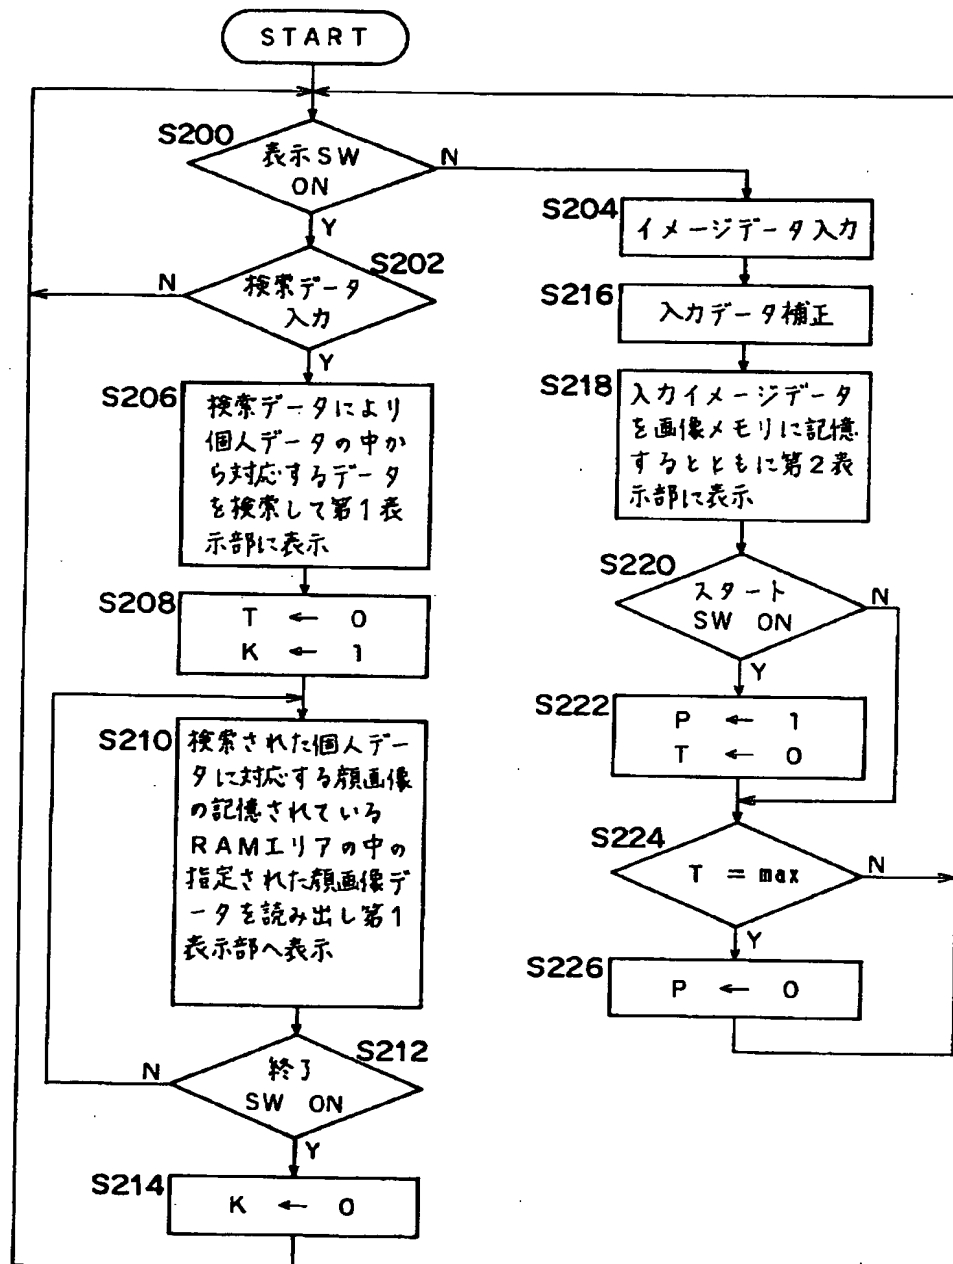 START
S200
表示SW
ON
N
Y
S202
検索データ
入力
N
Y
S206
検索データにより
個人データの中か
ら対応するデータ
を検索して第1表
示部に表示
S208
T ← 0
K ← 1
S210
検索された個人デー
タに対応する顔画像
の記憶されている
RAMエリアの中の
指定された顔画像デ
ータを読み出し第1
表示部へ表示
S212
終了
SW ON
N
Y
S214
K ← 0
S204
イメージデータ入力
S216
入力データ補正
S218
入力イメージデータ
を画像メモリに記憶
するとともに第2表
示部に表示
S220
スタート
SW ON
N
Y
S222
P ← 1
T ← 0
S224
T = max
N
Y
S226
P ← 0